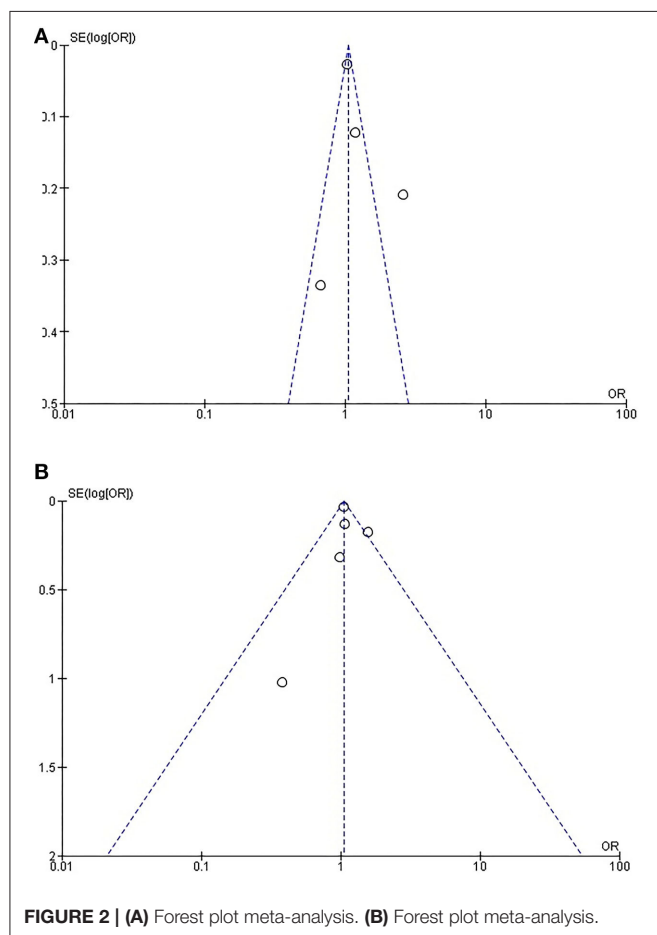 A
SE(log[OR])
0
0.1
0.2
0.3
0.4
0.5
OR
0.01 0.1 1 10 100
B
SE(log[OR])
0
0.5
1
1.5
2
OR
0.01 0.1 1 10 100
FIGURE 2 | (A) Forest plot meta-analysis. (B) Forest plot meta-analysis.